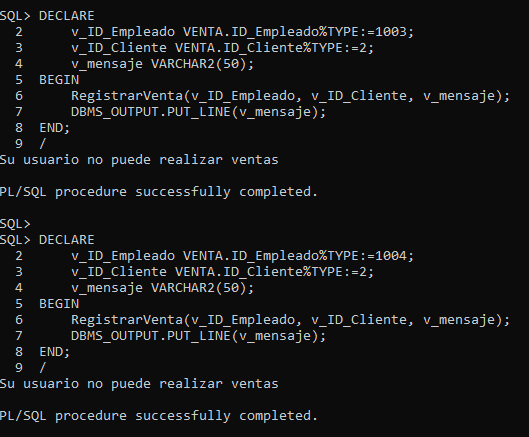 SQL> DECLARE
  2      v_ID_Empleado VENTA.ID_Empleado%TYPE:=1003;
  3      v_ID_Cliente VENTA.ID_Cliente%TYPE:=2;
  4      v_mensaje VARCHAR2(50);
  5  BEGIN
  6      RegistrarVenta(v_ID_Empleado, v_ID_Cliente, v_mensaje);
  7      DBMS_OUTPUT.PUT_LINE(v_mensaje);
  8  END;
  9  /
Su usuario no puede realizar ventas
PL/SQL procedure successfully completed.
SQL>
SQL> DECLARE
  2      v_ID_Empleado VENTA.ID_Empleado%TYPE:=1004;
  3      v_ID_Cliente VENTA.ID_Cliente%TYPE:=2;
  4      v_mensaje VARCHAR2(50);
  5  BEGIN
  6      RegistrarVenta(v_ID_Empleado, v_ID_Cliente, v_mensaje);
  7      DBMS_OUTPUT.PUT_LINE(v_mensaje);
  8  END;
  9  /
Su usuario no puede realizar ventas
PL/SQL procedure successfully completed.